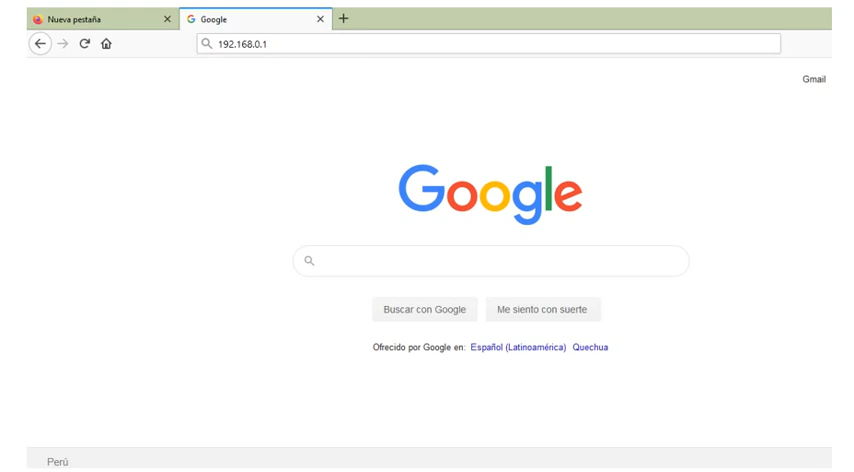 Nueva pestaña
Google
192.168.0.1
Gmail
Google
Buscar con Google
Me siento con suerte
Ofrecido por Google en: Español (Latinoamérica) Quechua
Perú